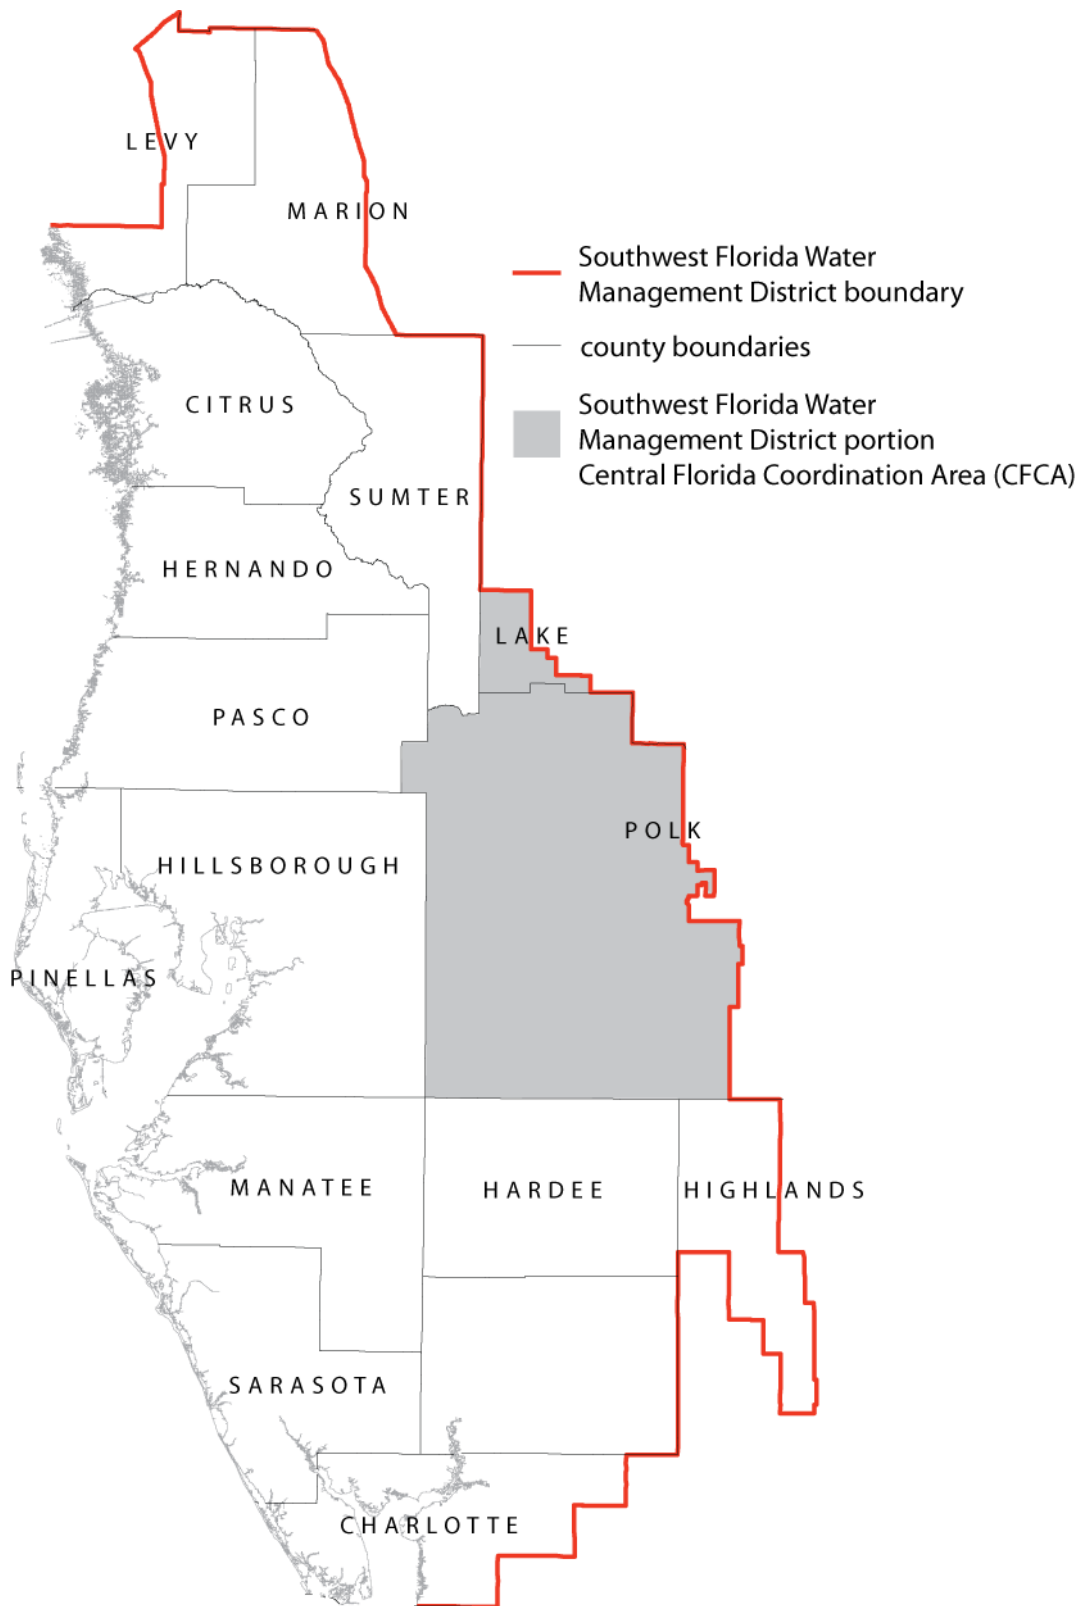 LEVY
MARION
Southwest Florida Water
Management District boundary
county boundaries
CITRUS
Southwest Florida Water
Management District portion
Central Florida Coordination Area (CFCA)
SUMTER
HERNANDO
LAKE
PASCO
POLK
HILLSBOROUGH
PINELLAS
MANATEE
HARDEE
HIGHLANDS
SARASOTA
CHARLOTTE